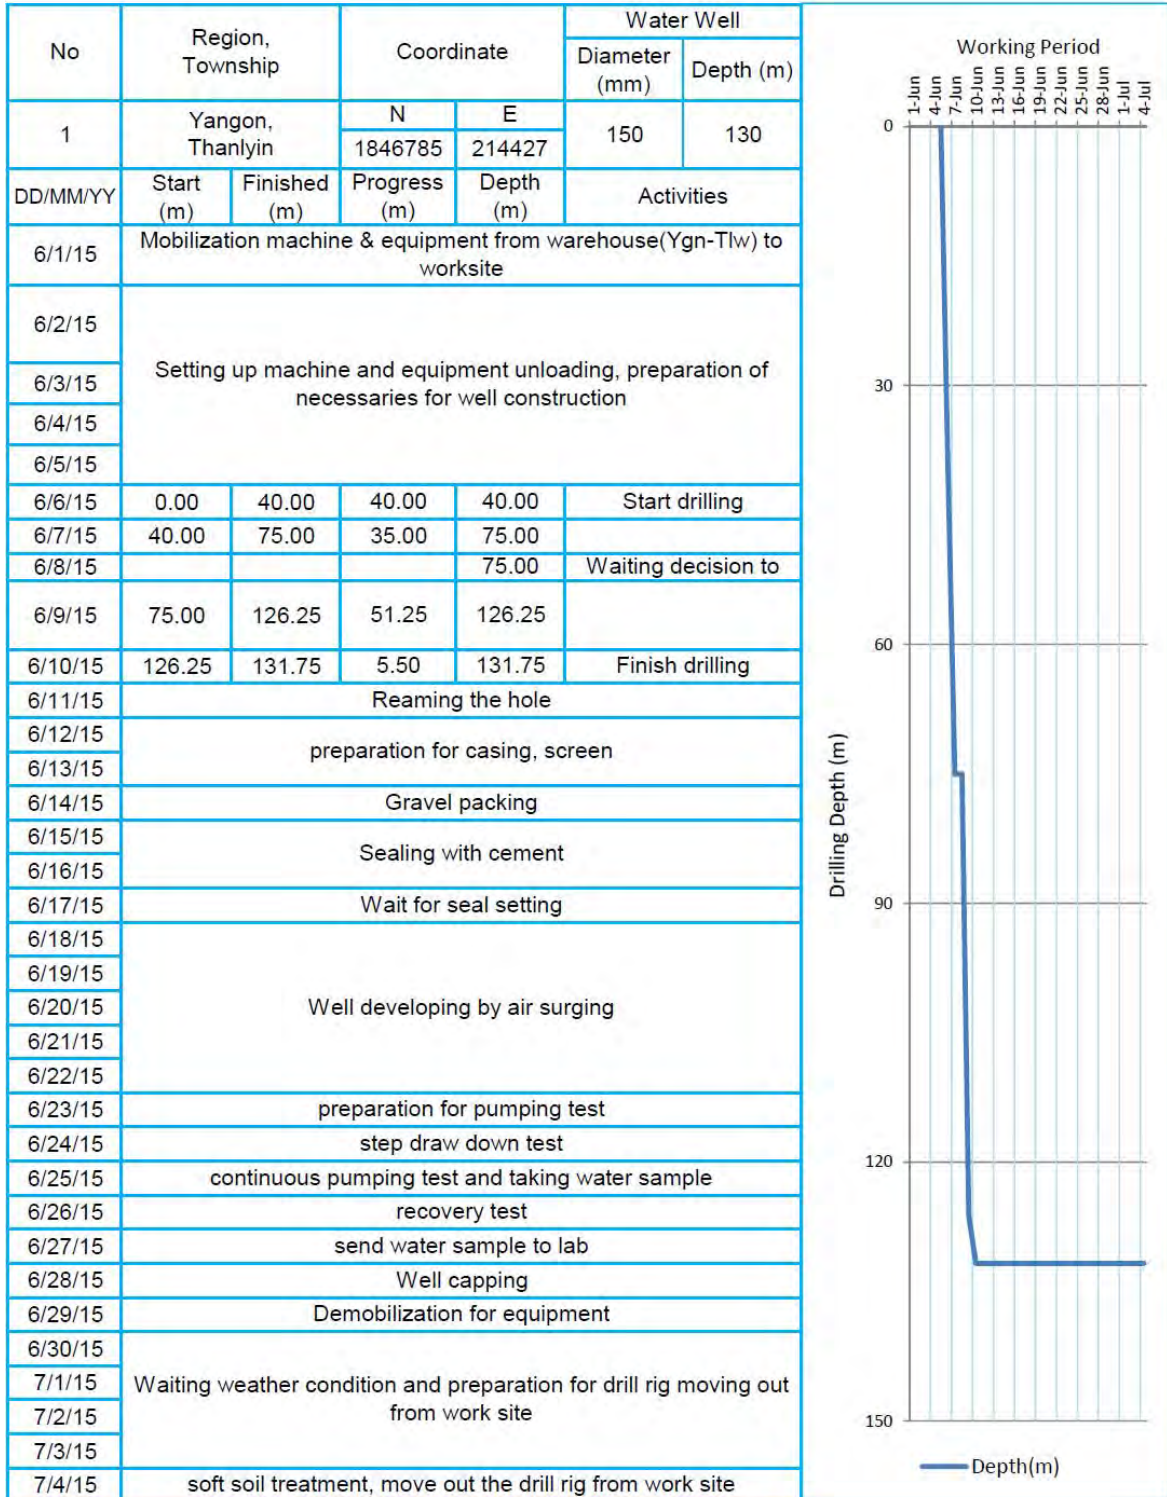 No
Region,
Township
Coordinate
Water Well
Diameter
(mm)
Depth (m)
1
Yangon,
Thanlyin
N
E
1846785
214427
150
130
DD/MM/YY
Start
(m)
Finished
(m)
Progress
(m)
Depth
(m)
Activities
6/1/15
Mobilization machine & equipment from warehouse(Ygn-Tlw) to
worksite
6/2/15
6/3/15
6/4/15
6/5/15
Setting up machine and equipment unloading, preparation of
necessaries for well construction
6/6/15 0.00 40.00 40.00 40.00 Start drilling
6/7/15 40.00 75.00 35.00 75.00
6/8/15 75.00 Waiting decision to
6/9/15 75.00 126.25 51.25 126.25
6/10/15 126.25 131.75 5.50 131.75 Finish drilling
6/11/15 Reaming the hole
6/12/15
6/13/15
preparation for casing, screen
6/14/15 Gravel packing
6/15/15
6/16/15
Sealing with cement
6/17/15 Wait for seal setting
6/18/15
6/19/15
6/20/15
6/21/15
6/22/15
Well developing by air surging
6/23/15 preparation for pumping test
6/24/15 step draw down test
6/25/15 continuous pumping test and taking water sample
6/26/15 recovery test
6/27/15 send water sample to lab
6/28/15 Well capping
6/29/15 Demobilization for equipment
6/30/15
7/1/15
7/2/15
7/3/15
Waiting weather condition and preparation for drill rig moving out
from work site
7/4/15 soft soil treatment, move out the drill rig from work site
Working Period
1-Jun
4-Jun
7-Jun
10-Jun
13-Jun
16-Jun
19-Jun
22-Jun
25-Jun
28-Jun
1-Jul
4-Jul
0
30
60
90
120
150
Drilling Depth (m)
Depth(m)